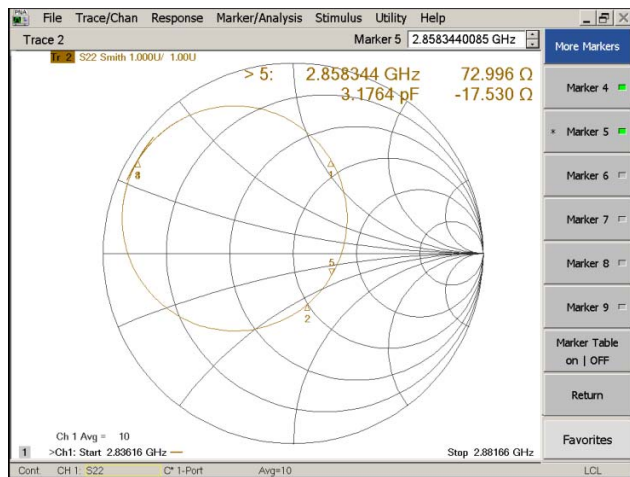 File Trace/Chan Response Marker/Analysis Stimulus Utility Help
Trace 2
Marker 5 2.8583440085 GHz
Tr 2 S22 Smith 1.000U/ 1.00U
> 5: 2.858344 GHz 72.996 Ω
3.1764 pF -17.530 Ω
1
5
2
Ch 1 Avg = 10
1 >Ch1: Start 2.83616 GHz Stop 2.88166 GHz
Cont. CH 1: S22 C* 1-Port Avg=10 LCL
More Markers
Marker 4
* Marker 5
Marker 6
Marker 7
Marker 8
Marker 9
Marker Table
on | OFF
Return
Favorites